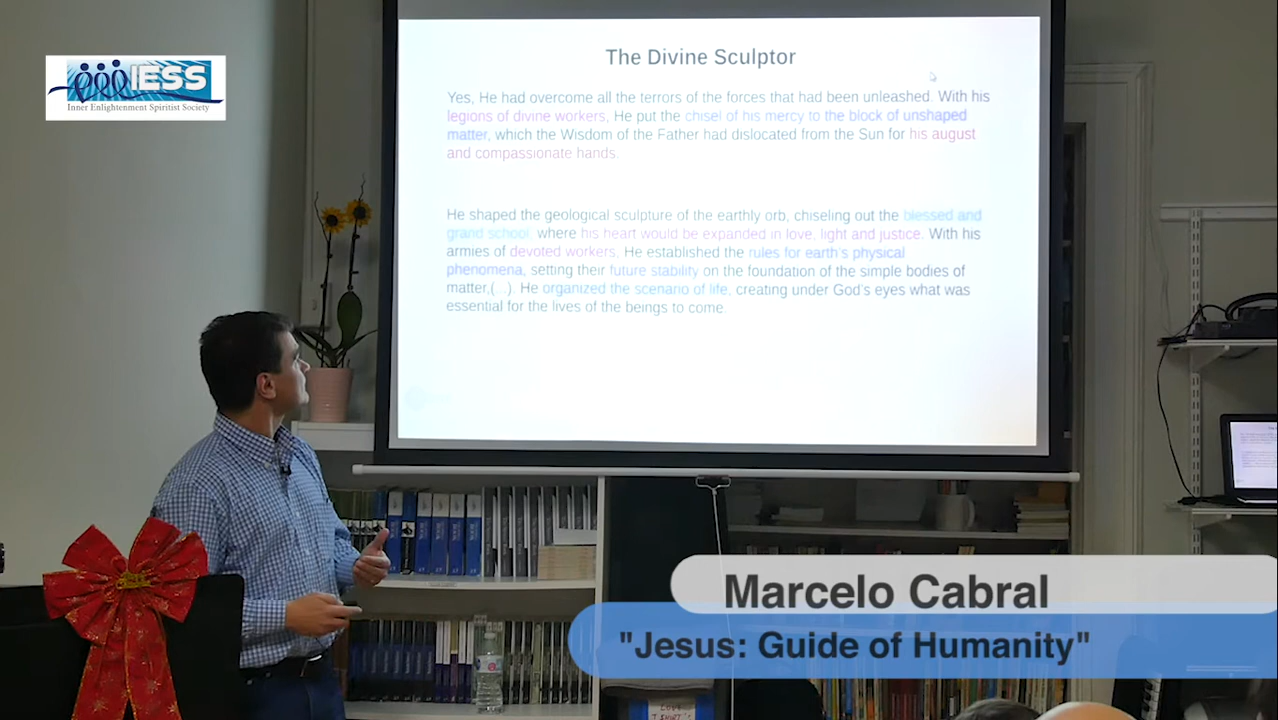 IESS
Inner Enlightenment Spiritist Society
The Divine Sculptor
Yes, He had overcome all the terrors of the forces that had been unleashed. With his
legions of divine workers, He put the chisel of his mercy to the block of unshaped
matter, which the Wisdom of the Father had dislocated from the Sun for his august
and compassionate hands.
He shaped the geological sculpture of the earthly orb, chiseling out the blessed and
grand school where his heart would be expanded in love, light and justice. With his
armies of devoted workers, He established the rules for earth's physical
phenomena, setting their future stability on the foundation of the simple bodies of
matter,(...). He organized the scenario of life, creating under God's eyes what was
essential for the lives of the beings to come.
Marcelo Cabral
"Jesus: Guide of Humanity"
LOVE